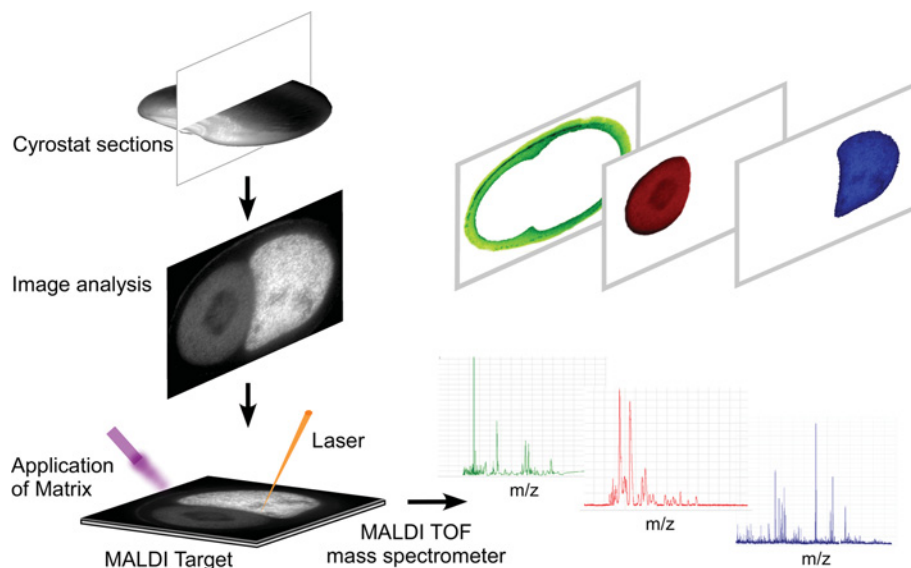 Cyrostat sections
Image analysis
Application
of Matrix
Laser
MALDI Target
MALDI TOF
mass spectrometer
m/z
m/z
m/z